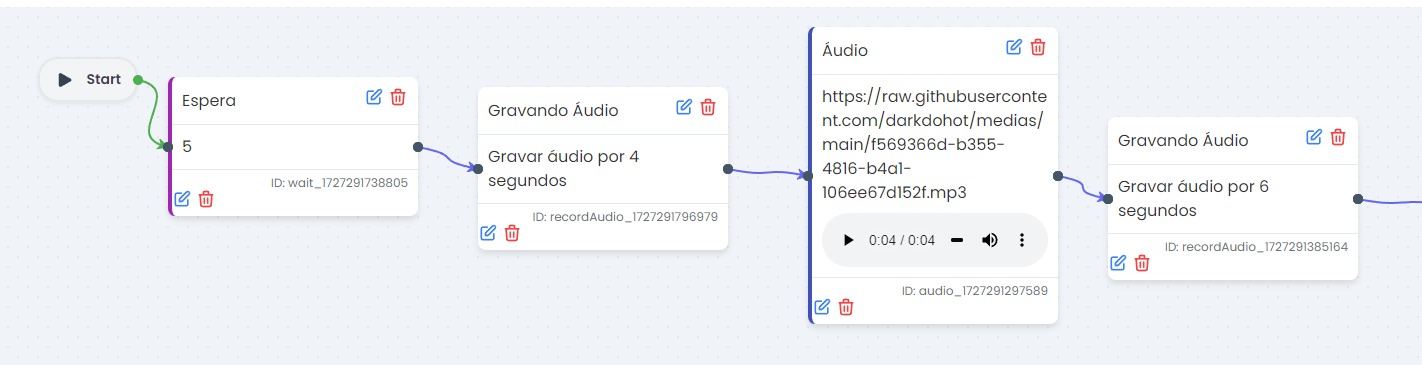 Start
Espera
5
ID: wait_1727291738805
Gravando Áudio
Gravar áudio por 4
segundos
ID: recordAudio_1727291796979
Áudio
https://raw.githubuserconte
nt.com/darkdohot/medias/
main/f569366d-b355-
4816-b4a1-
106ee67d152f.mp3
0:04 / 0:04
ID: audio_1727291297589
Gravando Áudio
Gravar áudio por 6
segundos
ID: recordAudio_1727291385164